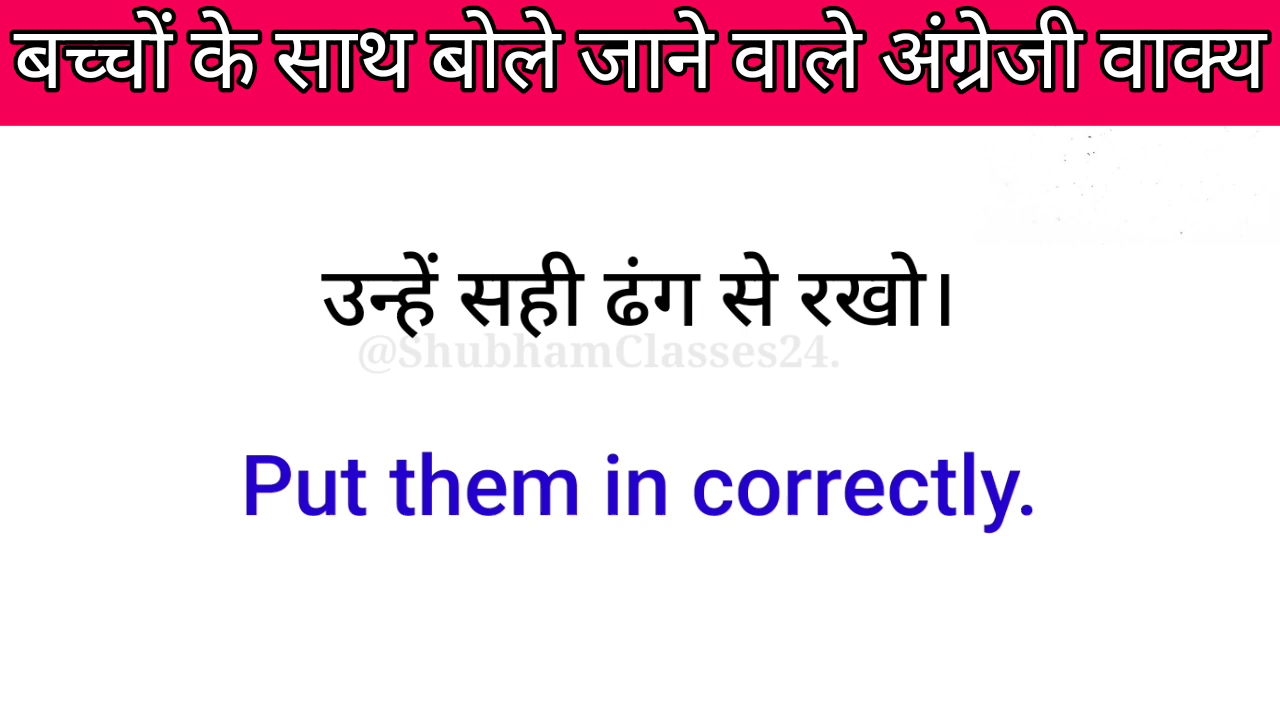 बच्चों के साथ बोले जाने वाले अंग्रेजी वाक्य
उन्हें सही ढंग से रखो।
@ShubhamClasses24.
Put them in correctly.